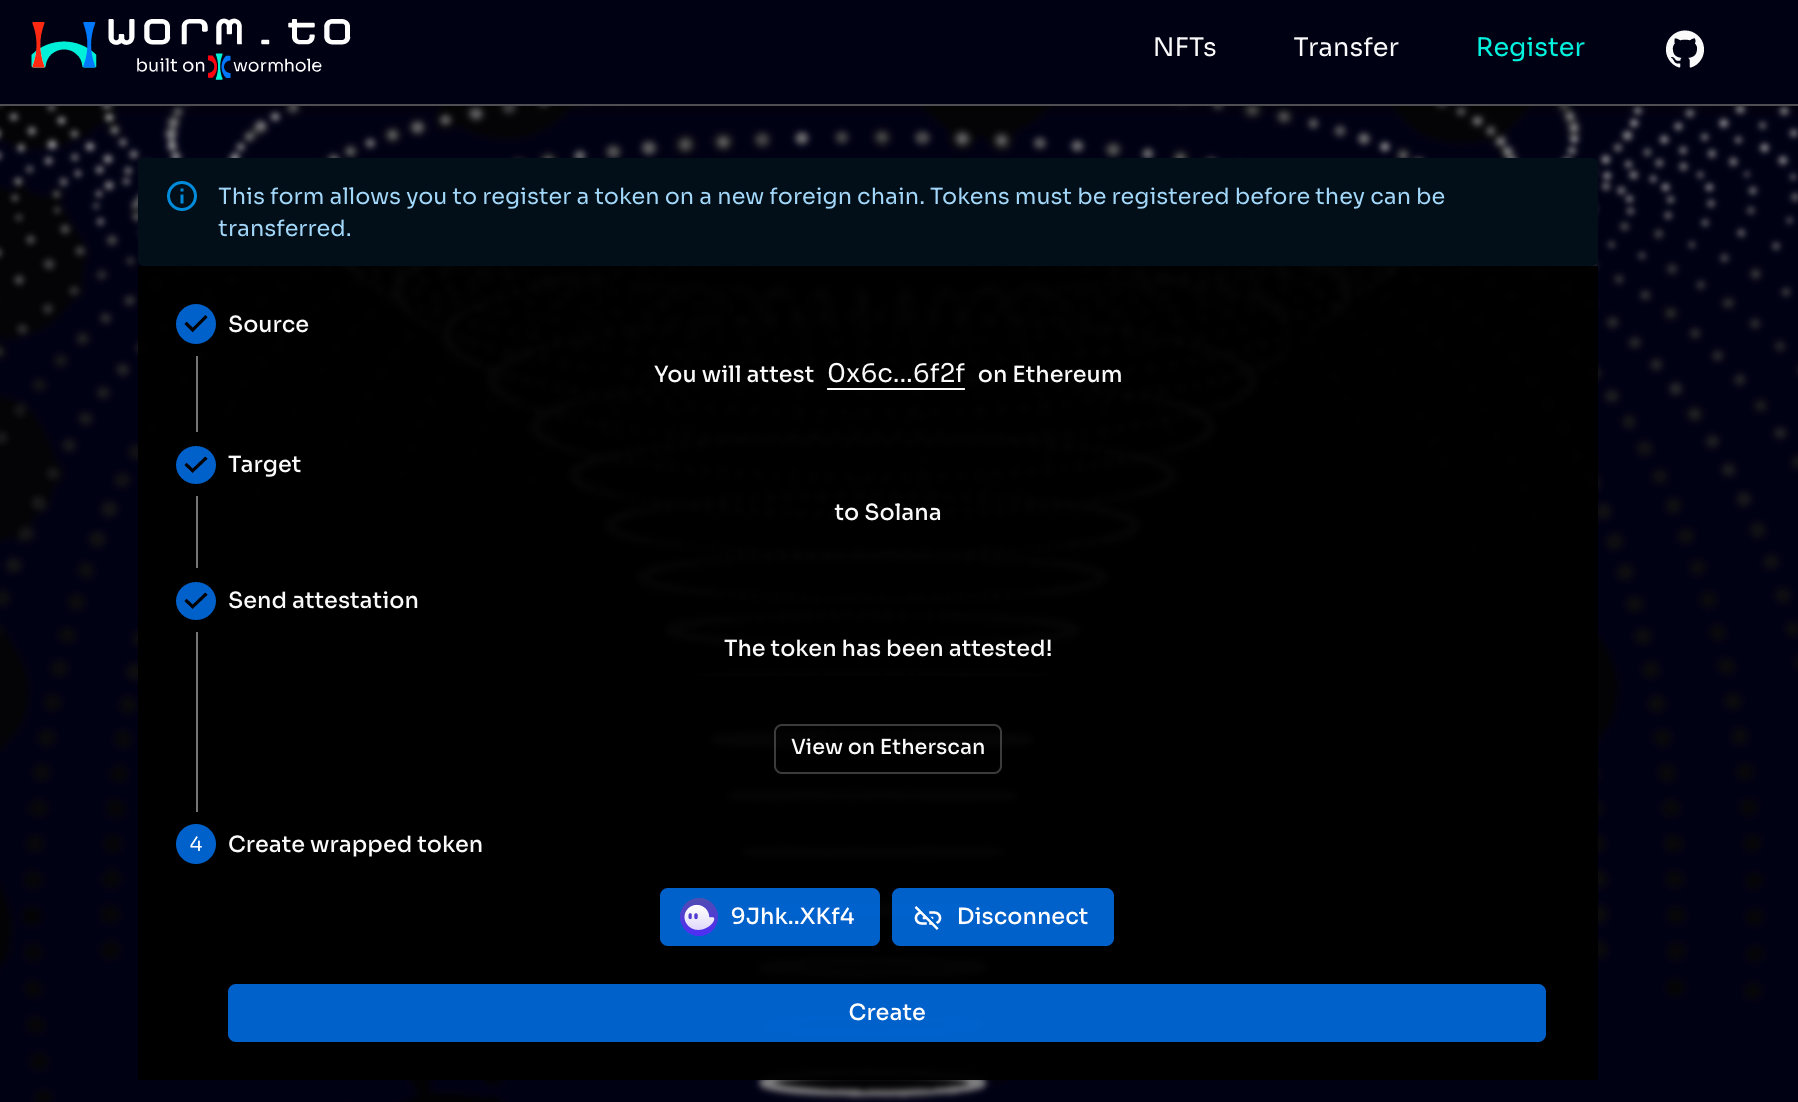 worm.to
built on wormhole
NFTs
Transfer
Register
This form allows you to register a token on a new foreign chain. Tokens must be registered before they can be
transferred.
Source
You will attest 0x6c...6f2f on Ethereum
Target
to Solana
Send attestation
The token has been attested!
View on Etherscan
4
Create wrapped token
9Jhk..XKf4
Disconnect
Create